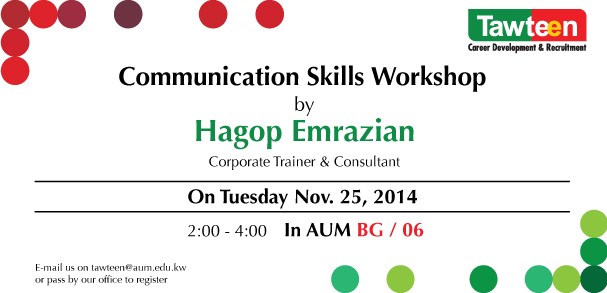 Tawteen
Career Development & Recruitment
Communication Skills Workshop
by
Hagop Emrazian
Corporate Trainer & Consultant
On Tuesday Nov. 25, 2014
2:00 - 4:00 In AUM BG / 06
E-mail us on tawteen@aum.edu.kw
or pass by our office to register